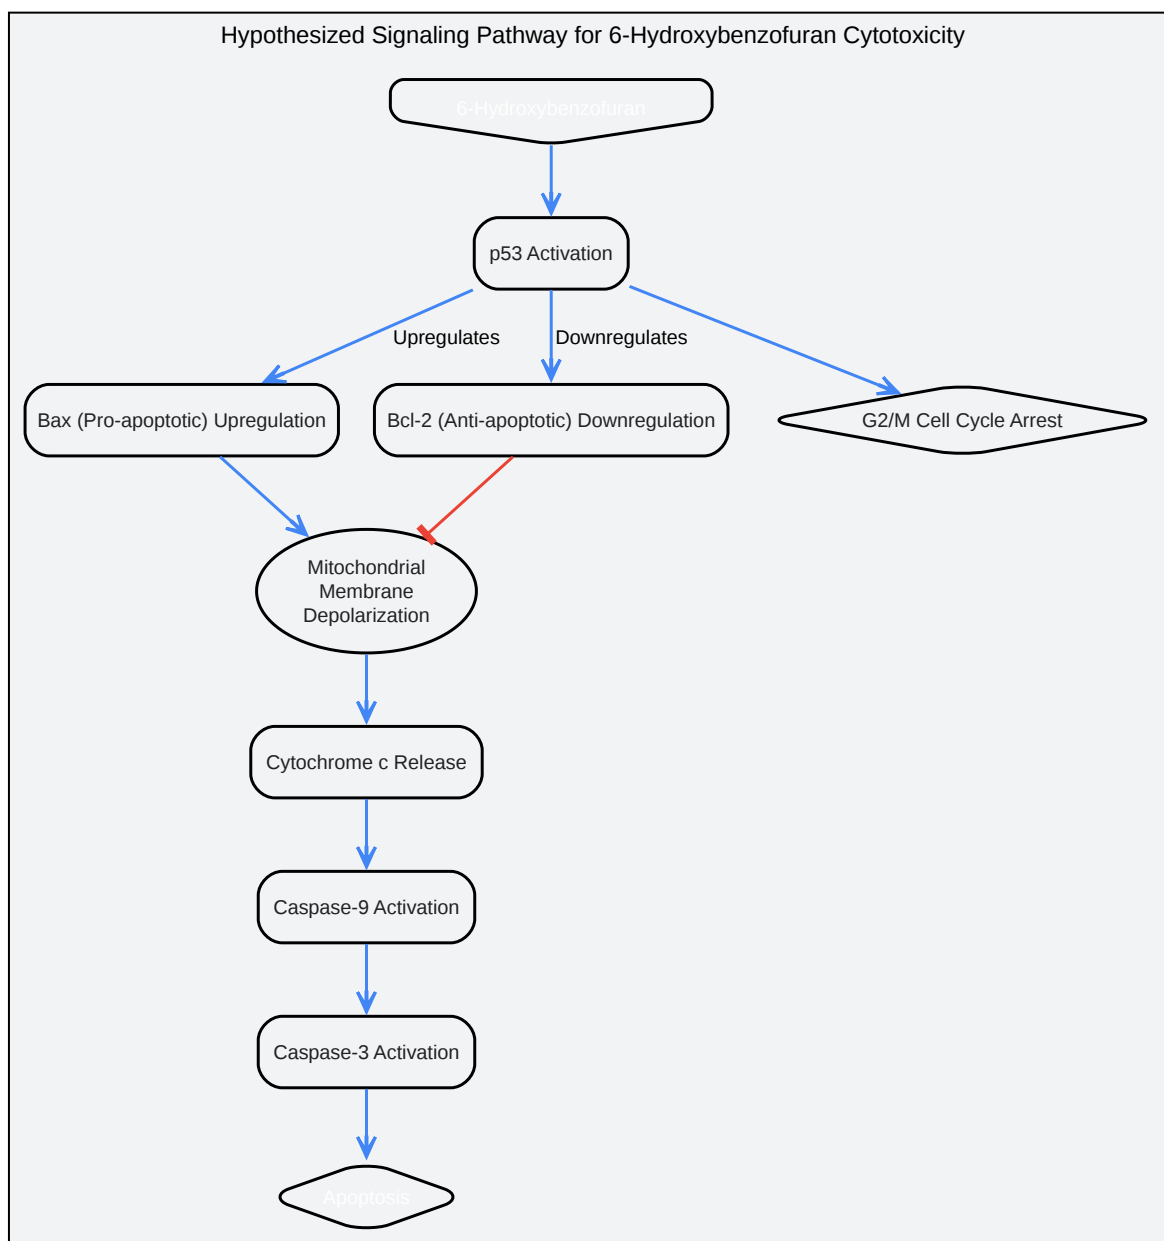 Hypothesized Signaling Pathway for 6-Hydroxybenzofuran Cytotoxicity
6-Hydroxybenzofuran
p53 Activation
Upregulates
Downregulates
Bax (Pro-apoptotic) Upregulation
Bcl-2 (Anti-apoptotic) Downregulation
G2/M Cell Cycle Arrest
Mitochondrial
Membrane
Depolarization
Cytochrome c Release
Caspase-9 Activation
Caspase-3 Activation
Apoptosis